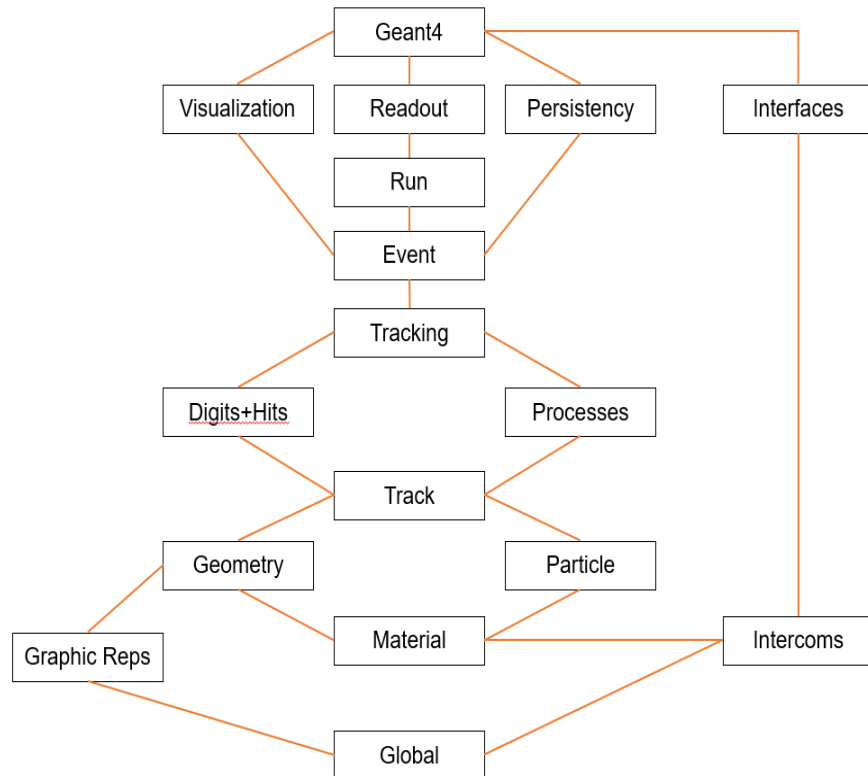 Geant4
Visualization
Readout
Persistency
Interfaces
Run
Event
Tracking
Digits+Hits
Processes
Track
Geometry
Particle
Material
Intercoms
Graphic Reps
Global